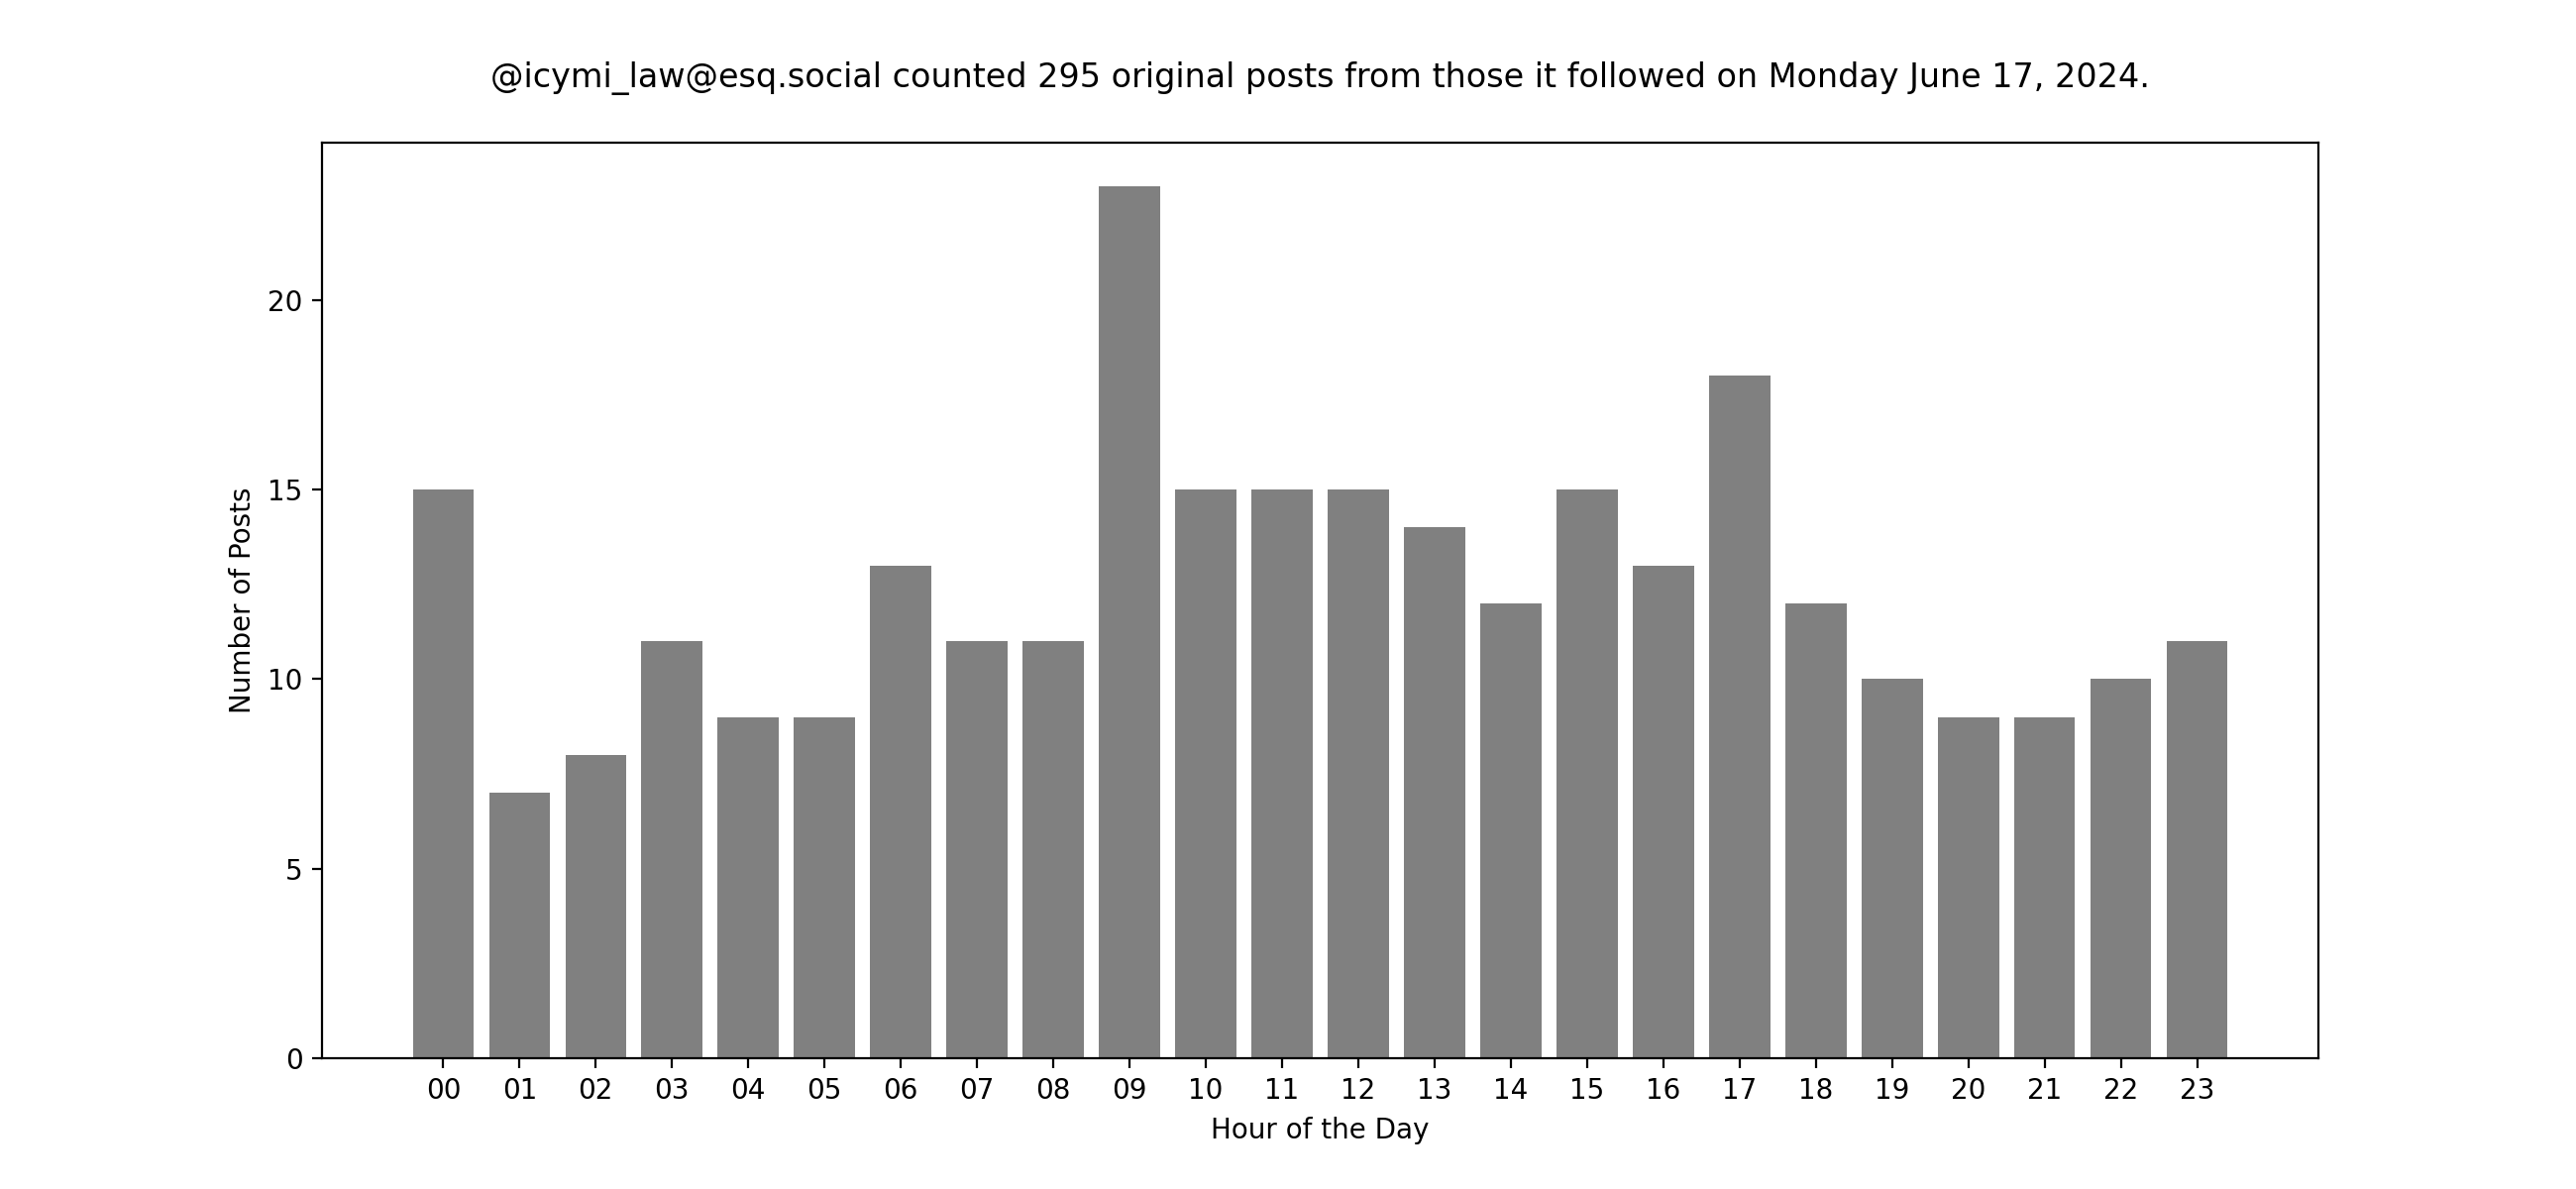 @icymi_law@esq.social counted 295 original posts from those it followed on Monday June 17, 2024.
Number of Posts
20
15
10
5
0
00 01 02 03 04 05 06 07 08 09 10 11 12 13 14 15 16 17 18 19 20 21 22 23
Hour of the Day